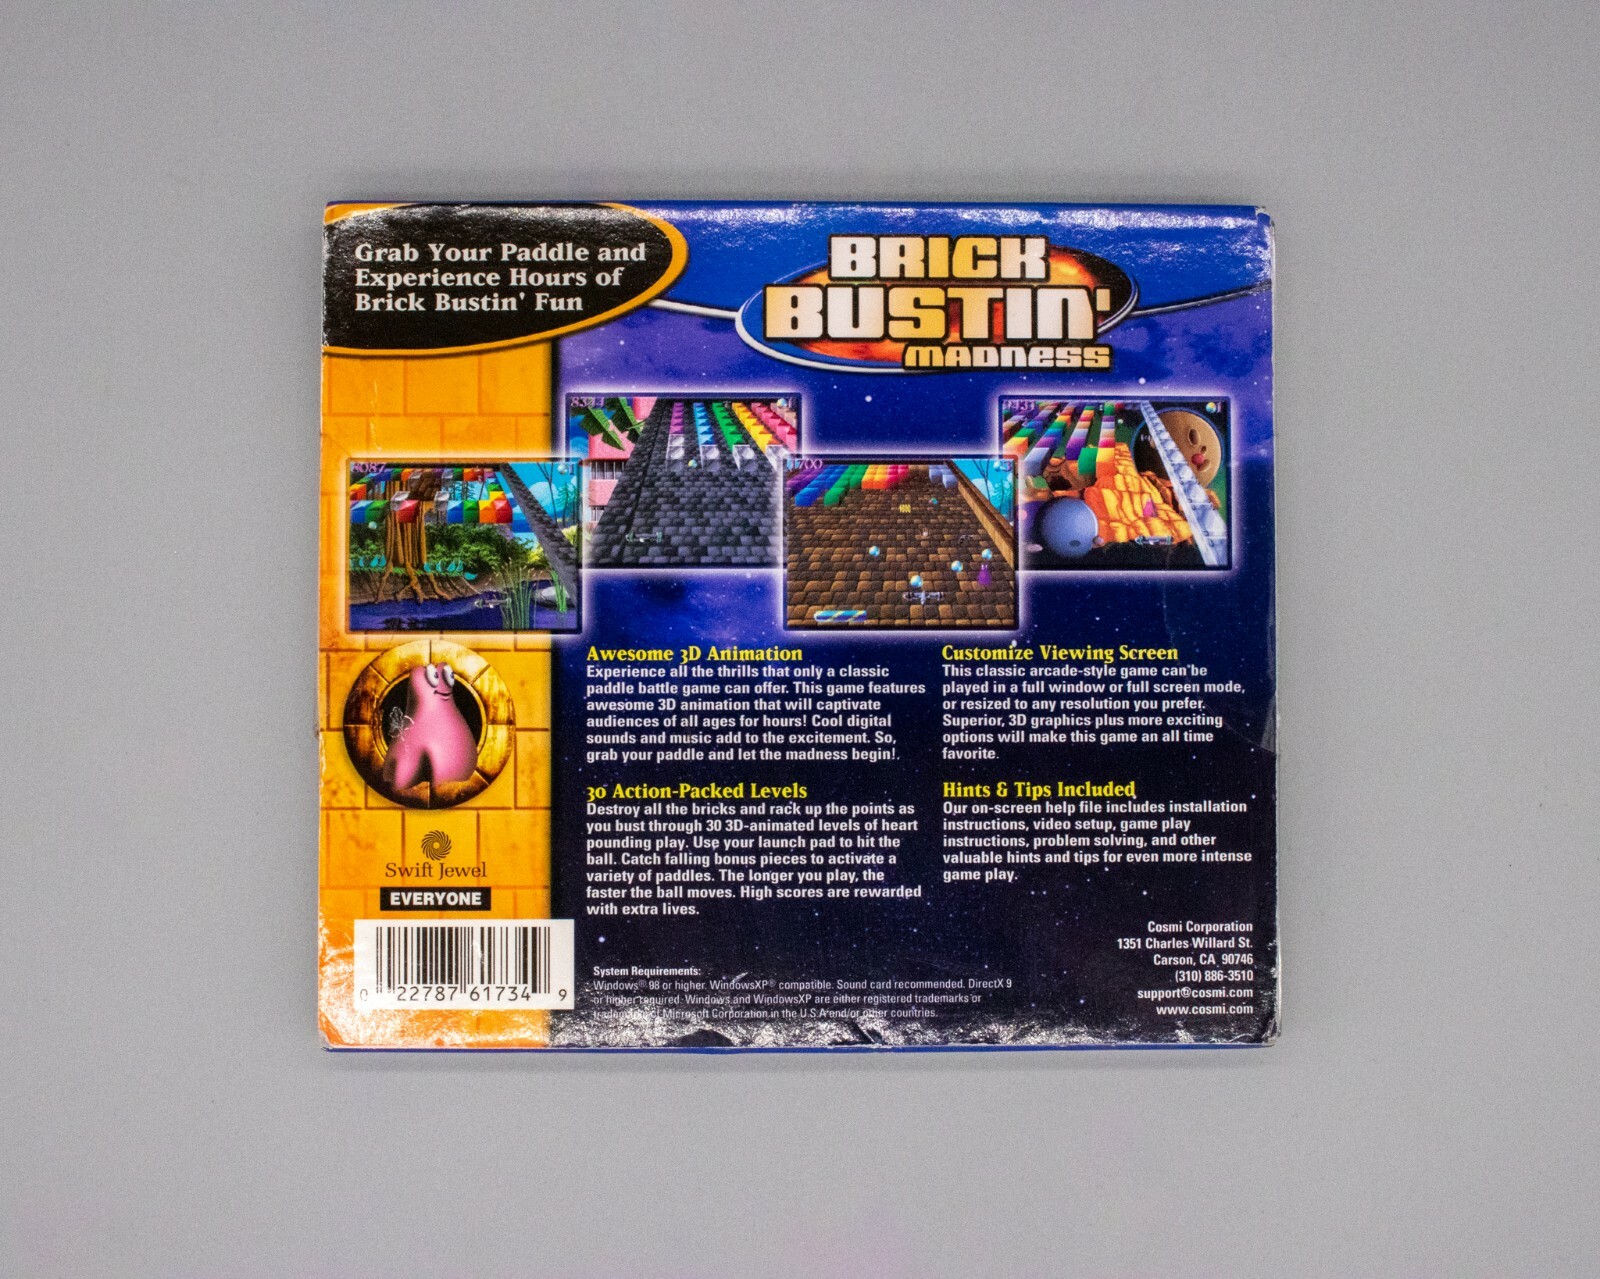 Grab Your Paddle and
Experience Hours of
Brick Bustin' Fun
BRICK
BUSTIN'
MADNESS
8087
8344
1700
2431
Awesome 3D Animation
Experience all the thrills that only a classic
paddle battle game can offer. This game features
awesome 3D animation that will captivate
audiences of all ages for hours! Cool digital
sounds and music add to the excitement. So,
grab your paddle and let the madness begin!
30 Action-Packed Levels
Destroy all the bricks and rack up the points as
you bust through 30 3D-animated levels of heart
pounding play. Use your launch pad to hit the
ball. Catch falling bonus pieces to activate a
variety of paddles. The longer you play, the
faster the ball moves. High scores are rewarded
with extra lives.
Customize Viewing Screen
This classic arcade-style game can be
played in a full window or full screen mode,
or resized to any resolution you prefer.
Superior, 3D graphics plus more exciting
options will make this game an all time
favorite.
Hints & Tips Included
Our on-screen help file includes installation
instructions, video setup, game play
instructions, problem solving, and other
valuable hints and tips for even more intense
game play.
Swift Jewel
EVERYONE
0 22787 61734 9
System Requirements:
Windows® 98 or higher. WindowsXP® compatible. Sound card recommended. DirectX 9
or higher required. Windows and WindowsXP are either registered trademarks or
trademarks of Microsoft Corporation in the U.S.A and/or other countries.
Cosmi Corporation
1351 Charles Willard St.
Carson, CA 90746
(310) 886-3510
support@cosmi.com
www.cosmi.com